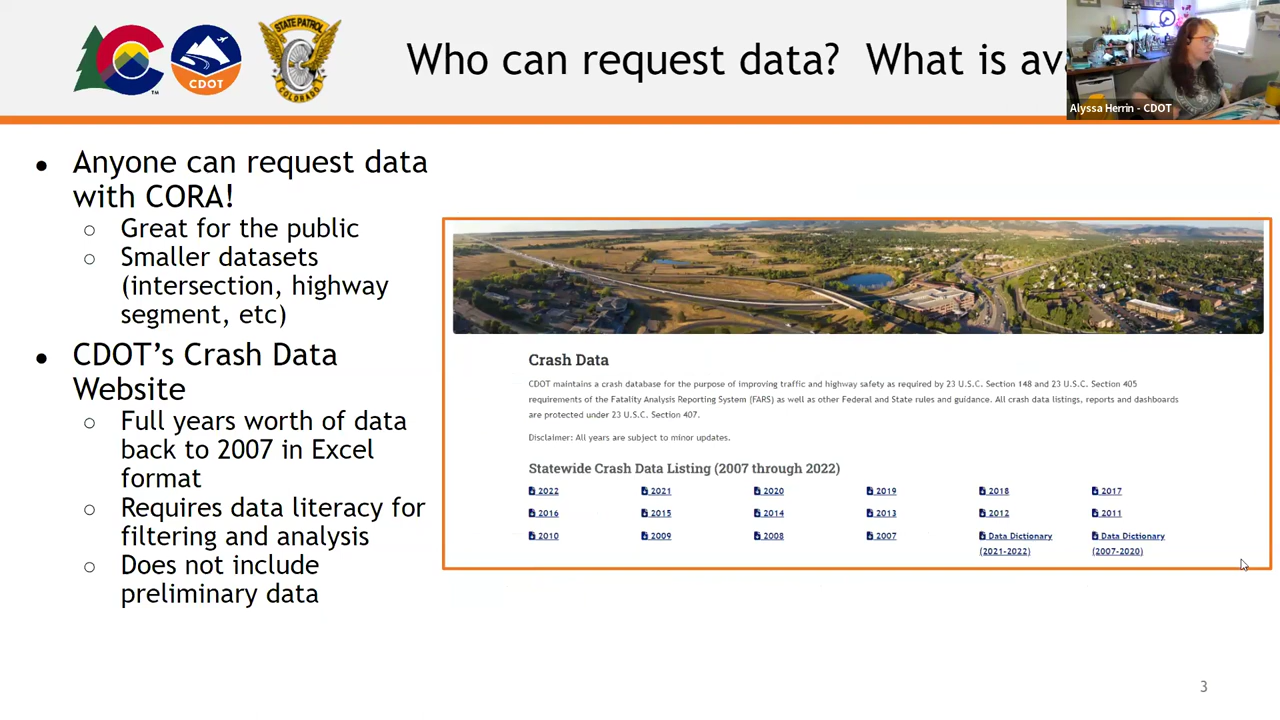 CDOT
STATE PATROL
COLORADO
Who can request data? What is
Alyssa Herrin - CDOT
● Anyone can request data
with CORA!
○ Great for the public
○ Smaller datasets
(intersection, highway
segment, etc)
● CDOT’s Crash Data
Website
○ Full years worth of data
back to 2007 in Excel
format
○ Requires data literacy for
filtering and analysis
○ Does not include
preliminary data
Crash Data
CDOT maintains a crash database for the purpose of improving traffic and highway safety as required by 23 U.S.C. Section 148 and 23 U.S.C. Section 405
requirements of the Fatality Analysis Reporting System (FARS) as well as other Federal and State rules and guidance. All crash data listings, reports and dashboards
are protected under 23 U.S.C. Section 407.
Disclaimer: All years are subject to minor updates.
Statewide Crash Data Listing (2007 through 2022)
2022 2021 2020 2019 2018 2017
2016 2015 2014 2013 2012 2011
2010 2009 2008 2007 Data Dictionary Data Dictionary
(2021-2022) (2007-2020)
3